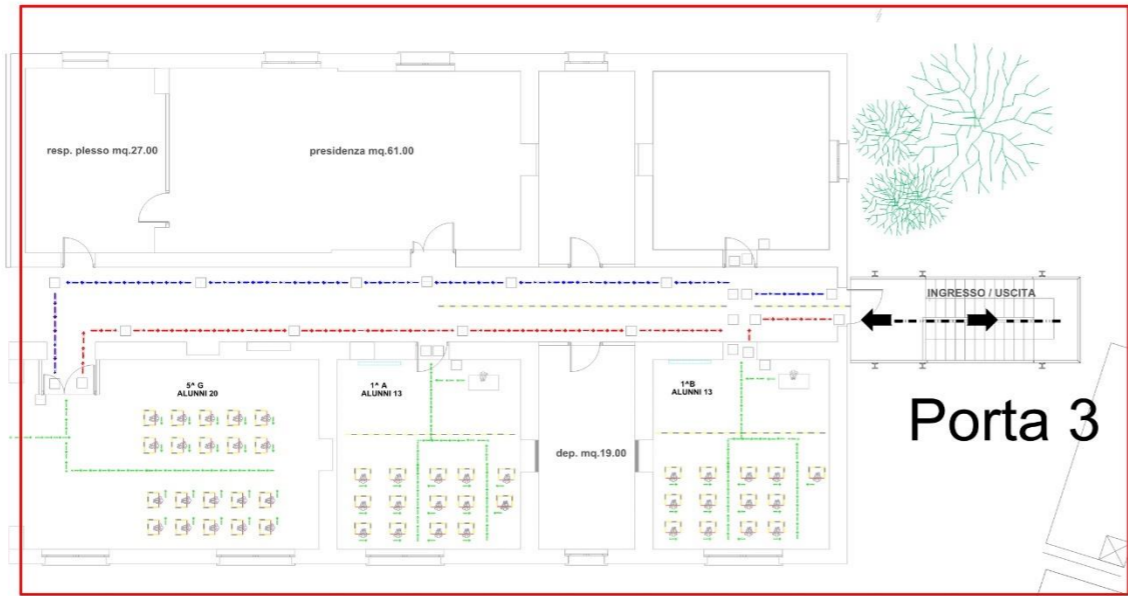 resp. plesso mq.27.00
presidenza mq.61.00
INGRESSO / USCITA
5^ G
ALUNNI 20
1^ A
ALUNNI 13
1^B
ALUNNI 13
Porta 3
dep. mq.19.00